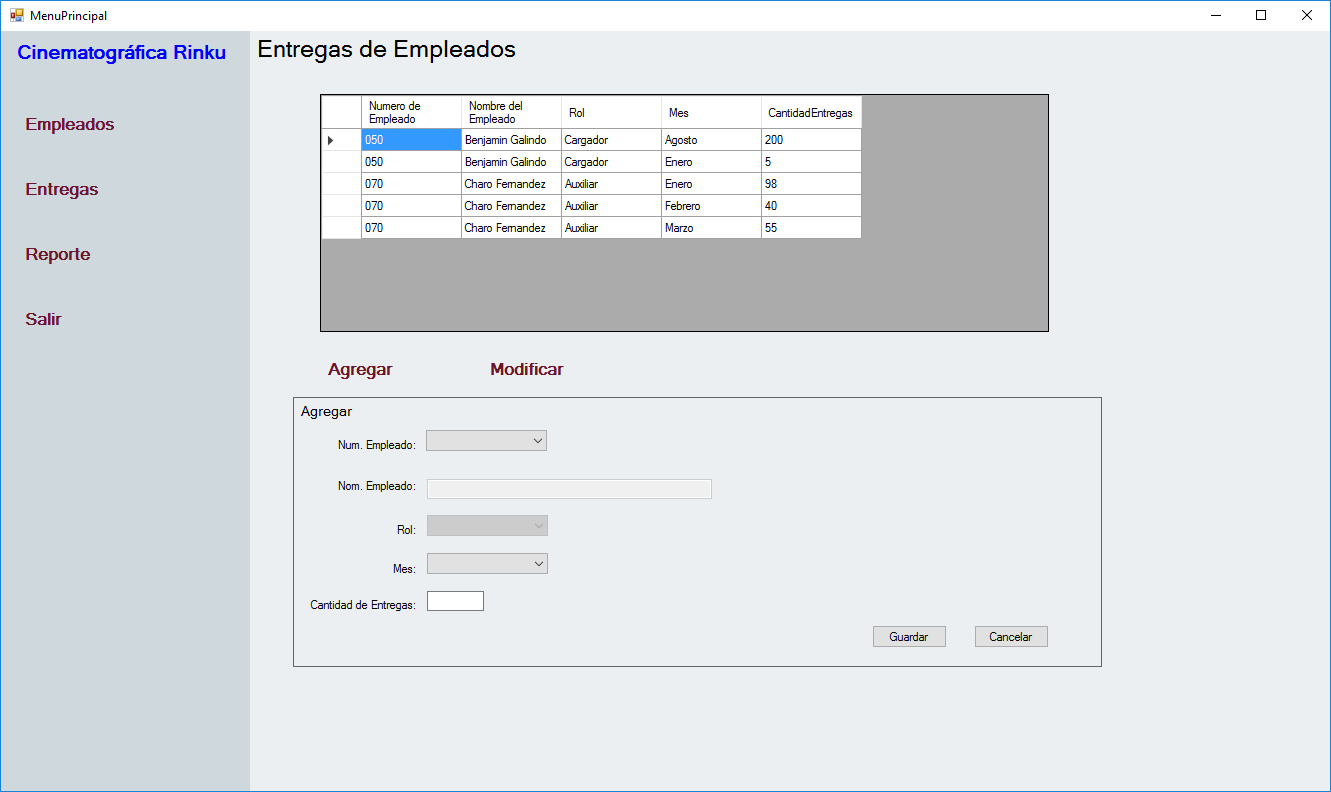 MenuPrincipal
Cinematográfica Rinku
Empleados
Entregas
Reporte
Salir
Entregas de Empleados
Numero de Empleado Nombre del Empleado Rol Mes CantidadEntregas
050 Benjamin Galindo Cargador Agosto 200
050 Benjamin Galindo Cargador Enero 5
070 Charo Fernandez Auxiliar Enero 98
070 Charo Fernandez Auxiliar Febrero 40
070 Charo Fernandez Auxiliar Marzo 55
Agregar Modificar
Agregar
Num. Empleado:
Nom. Empleado:
Rol:
Mes:
Cantidad de Entregas:
Guardar Cancelar